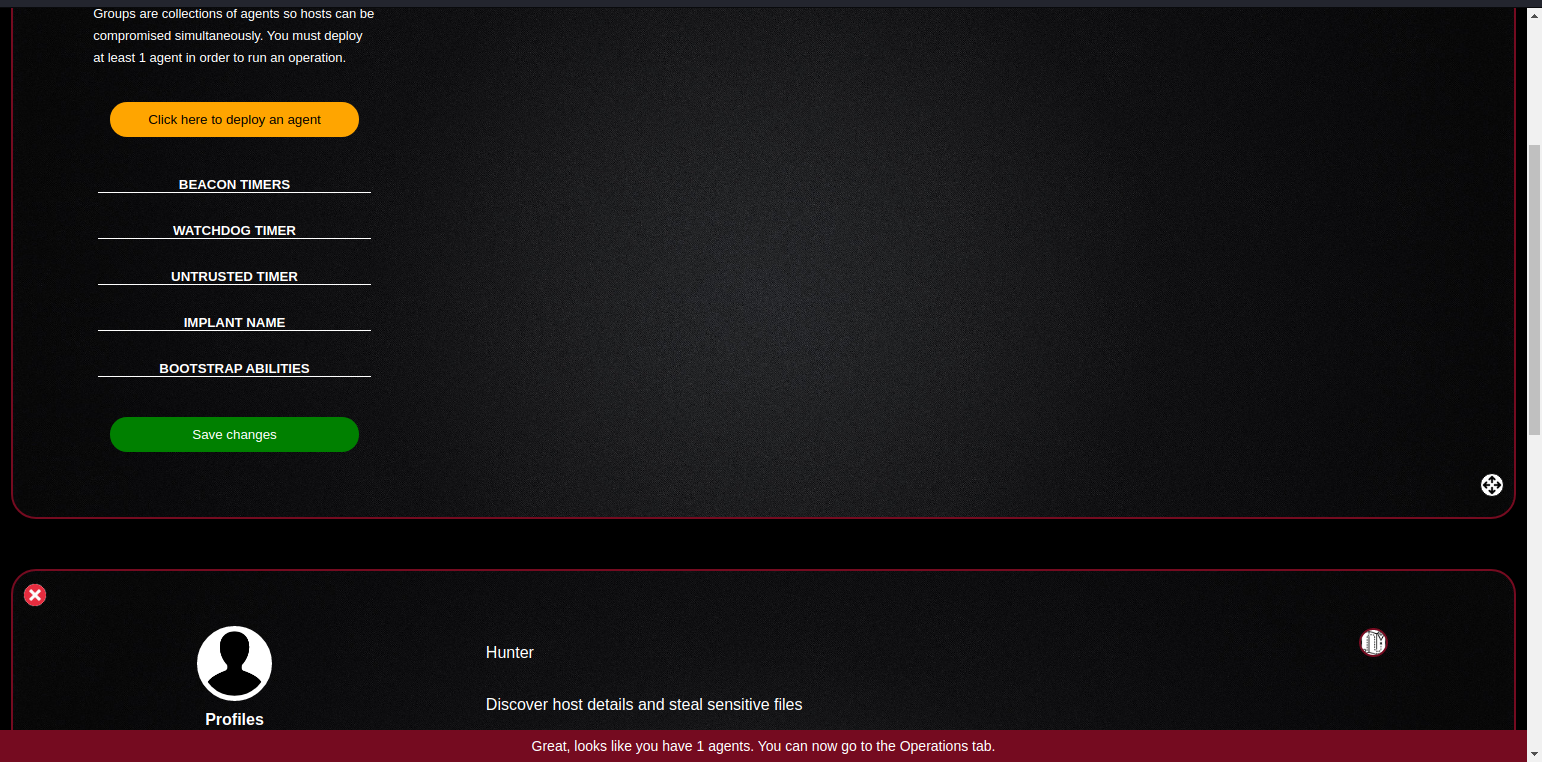 Groups are collections of agents so hosts can be
compromised simultaneously. You must deploy
at least 1 agent in order to run an operation.
Click here to deploy an agent
BEACON TIMERS
WATCHDOG TIMER
UNTRUSTED TIMER
IMPLANT NAME
BOOTSTRAP ABILITIES
Save changes
Profiles
Hunter
Discover host details and steal sensitive files
Great, looks like you have 1 agents. You can now go to the Operations tab.